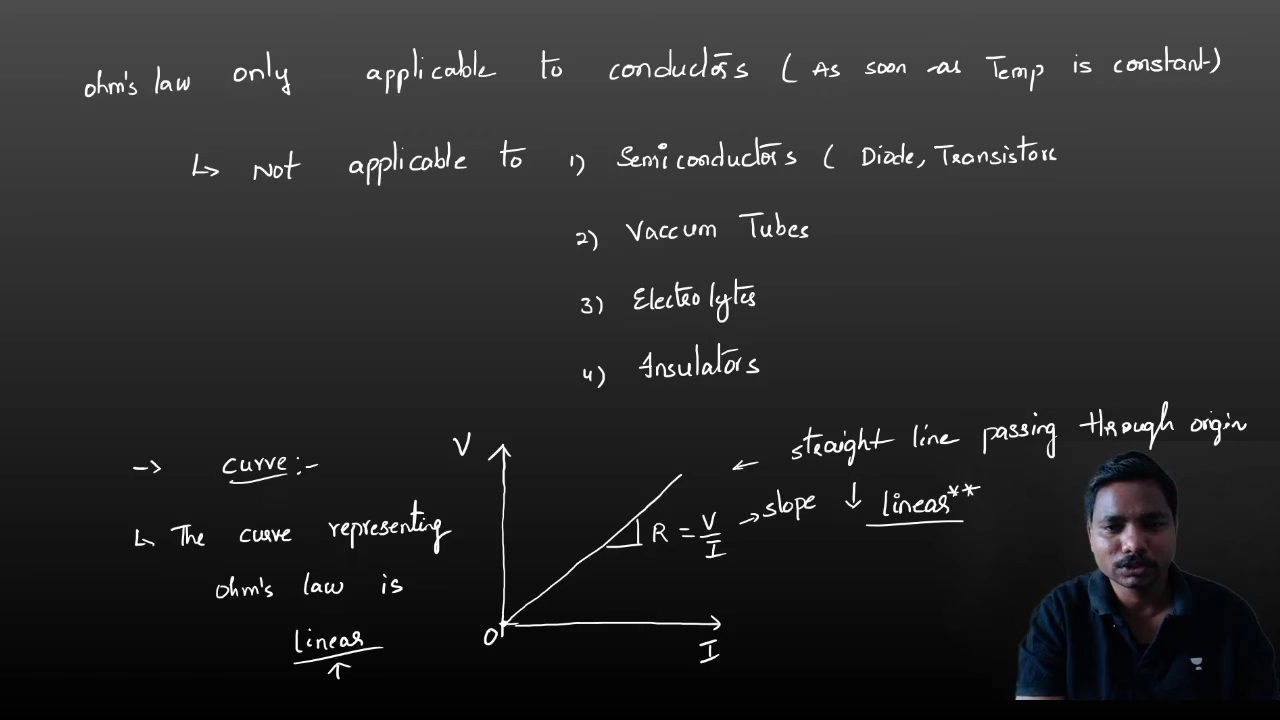 ohm's law only applicable to conductors ( As soon as Temp is constant)
↳ Not applicable to 1) Semiconductors ( Diode, Transistors
2) Vaccum Tubes
3) Electrolytes
4) Insulators
→ curve :-
↳ The curve representing
ohm's law is
linear
↑
V
R = V/I
O
I
← straight line passing through origin
→ slope ↓ linear**